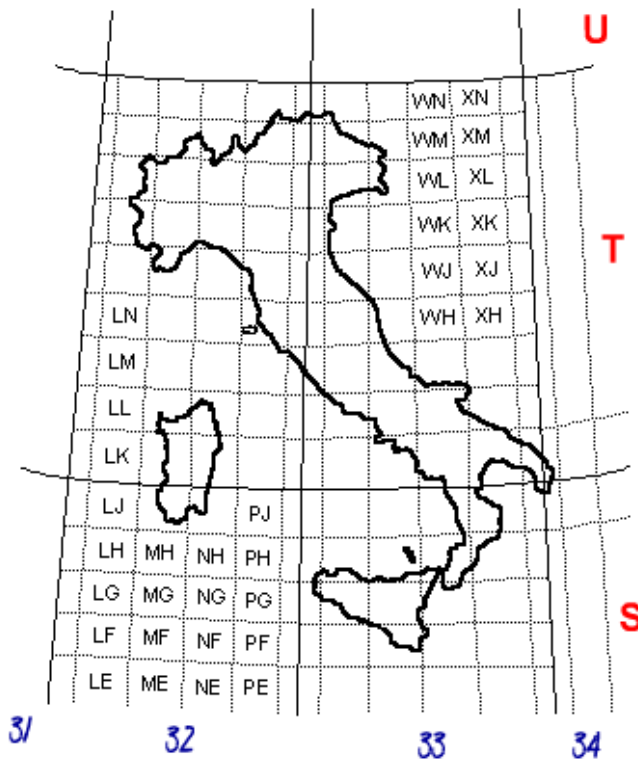 U
WN XN
WM XM
WL XL
WK XK
T
WJ XJ
LN WH XH
LM
LL
LK
LJ PJ
LH MH NH PH
LG MG NG PG
S
LF MF NF PF
LE ME NE PE
31 32 33 34